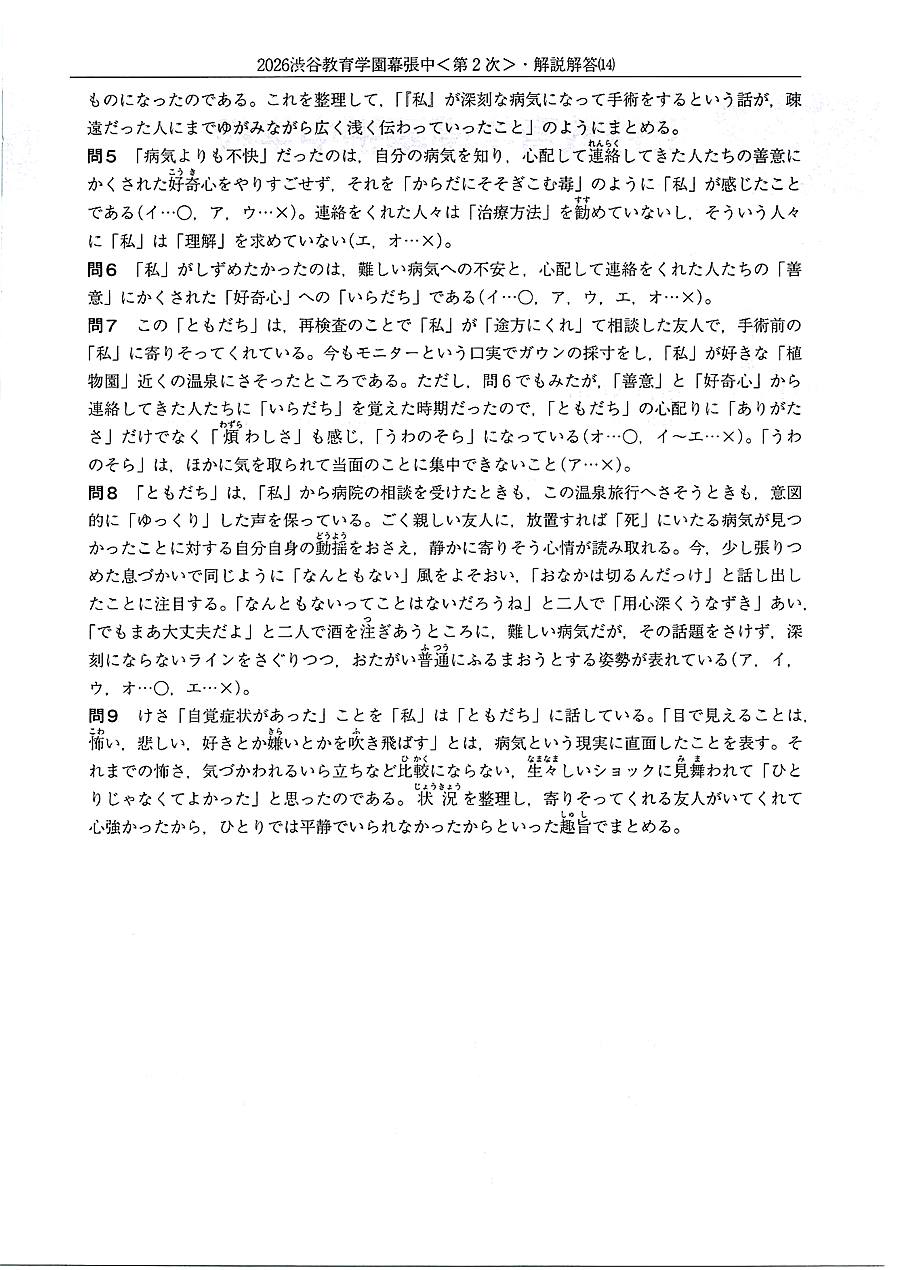 2026渋谷教育学園幕張中＜第２次＞・解説解答⒁
ものになったのである。これを整理して，「『私』が深刻な病気になって手術をするという話が，疎
遠だった人にまでゆがみながら広く浅く伝わっていったこと」のようにまとめる。
問５　「病気よりも不快」だったのは，自分の病気を知り，心配して連絡してきた人たちの善意に
かくされた好奇心をやりすごせず，それを「からだにそそぎこむ毒」のように「私」が感じたこと
である(イ…○，ア，ウ…×)。連絡をくれた人々は「治療方法」を勧めていないし，そういう人々
に「私」は「理解」を求めていない(エ，オ…×)。
問６　「私」がしずめたかったのは，難しい病気への不安と，心配して連絡をくれた人たちの「善
意」にかくされた「好奇心」への「いらだち」である(イ…○，ア，ウ，エ，オ…×)。
問７　この「ともだち」は，再検査のことで「私」が「途方にくれ」て相談した友人で，手術前の
「私」に寄りそってくれている。今もモニターという口実でガウンの採寸をし，「私」が好きな「植
物園」近くの温泉にさそったところである。ただし，問６でもみたが，「善意」と「好奇心」から
連絡してきた人たちに「いらだち」を覚えた時期だったので，「ともだち」の心配りに「ありがた
さ」だけでなく「煩わしさ」も感じ，「うわのそら」になっている(オ…○，イ～エ…×)。「うわ
のそら」は，ほかに気を取られて当面のことに集中できないこと(ア…×)。
問８　「ともだち」は，「私」から病院の相談を受けたときも，この温泉旅行へさそうときも，意図
的に「ゆっくり」した声を保っている。ごく親しい友人に，放置すれば「死」にいたる病気が見つ
かったことに対する自分自身の動揺をおさえ，静かに寄りそう心情が読み取れる。今，少し張りつ
めた息づかいで同じように「なんともない」風をよそおい，「おなかは切るんだっけ」と話し出し
たことに注目する。「なんともないってことはないだろうね」と二人で「用心深くうなずき」あい，
「でもまあ大丈夫だよ」と二人で酒を注ぎあうところに，難しい病気だが，その話題をさけず，深
刻にならないラインをさぐりつつ，おたがい普通にふるまおうとする姿勢が表れている(ア，イ，
ウ，オ…○，エ…×)。
問９　けさ「自覚症状があった」ことを「私」は「ともだち」に話している。「目で見えることは，
怖い，悲しい，好きとか嫌いとかを吹き飛ばす」とは，病気という現実に直面したことを表す。そ
れまでの怖さ，気づかわれるいら立ちなど比較にならない，生々しいショックに見舞われて「ひと
りじゃなくてよかった」と思ったのである。状況を整理し，寄りそってくれる友人がいてくれて
心強かったから，ひとりでは平静でいられなかったからといった趣旨でまとめる。